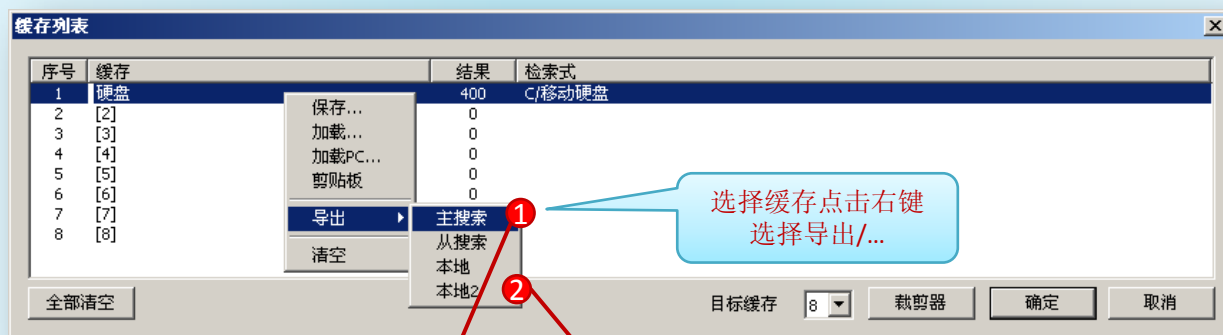 缓存列表
序号 缓存 结果 检索式
1 硬盘 400 C/移动硬盘
2 [2] 0
3 [3] 0
4 [4] 0
5 [5] 0
6 [6] 0
7 [7]
8 [8]
保存...
加载...
加载PC...
剪贴板
导出
清空
主搜索
从搜索
本地
本地2
1
2
选择缓存点击右键
选择导出/...
全部清空 目标缓存 8 裁剪器 确定 取消